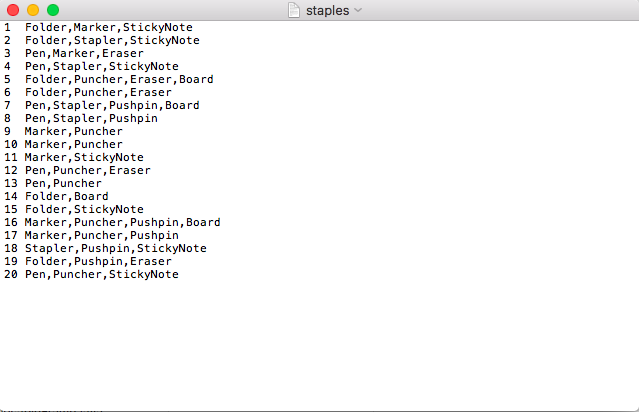 staples
1 Folder,Marker,StickyNote
2 Folder,Stapler,StickyNote
3 Pen,Marker,Eraser
4 Pen,Stapler,StickyNote
5 Folder,Puncher,Eraser,Board
6 Folder,Puncher,Eraser
7 Pen,Stapler,Pushpin,Board
8 Pen,Stapler,Pushpin
9 Marker,Puncher
10 Marker,Puncher
11 Marker,StickyNote
12 Pen,Puncher,Eraser
13 Pen,Puncher
14 Folder,Board
15 Folder,StickyNote
16 Marker,Puncher,Pushpin,Board
17 Marker,Puncher,Pushpin
18 Stapler,Pushpin,StickyNote
19 Folder,Pushpin,Eraser
20 Pen,Puncher,StickyNote